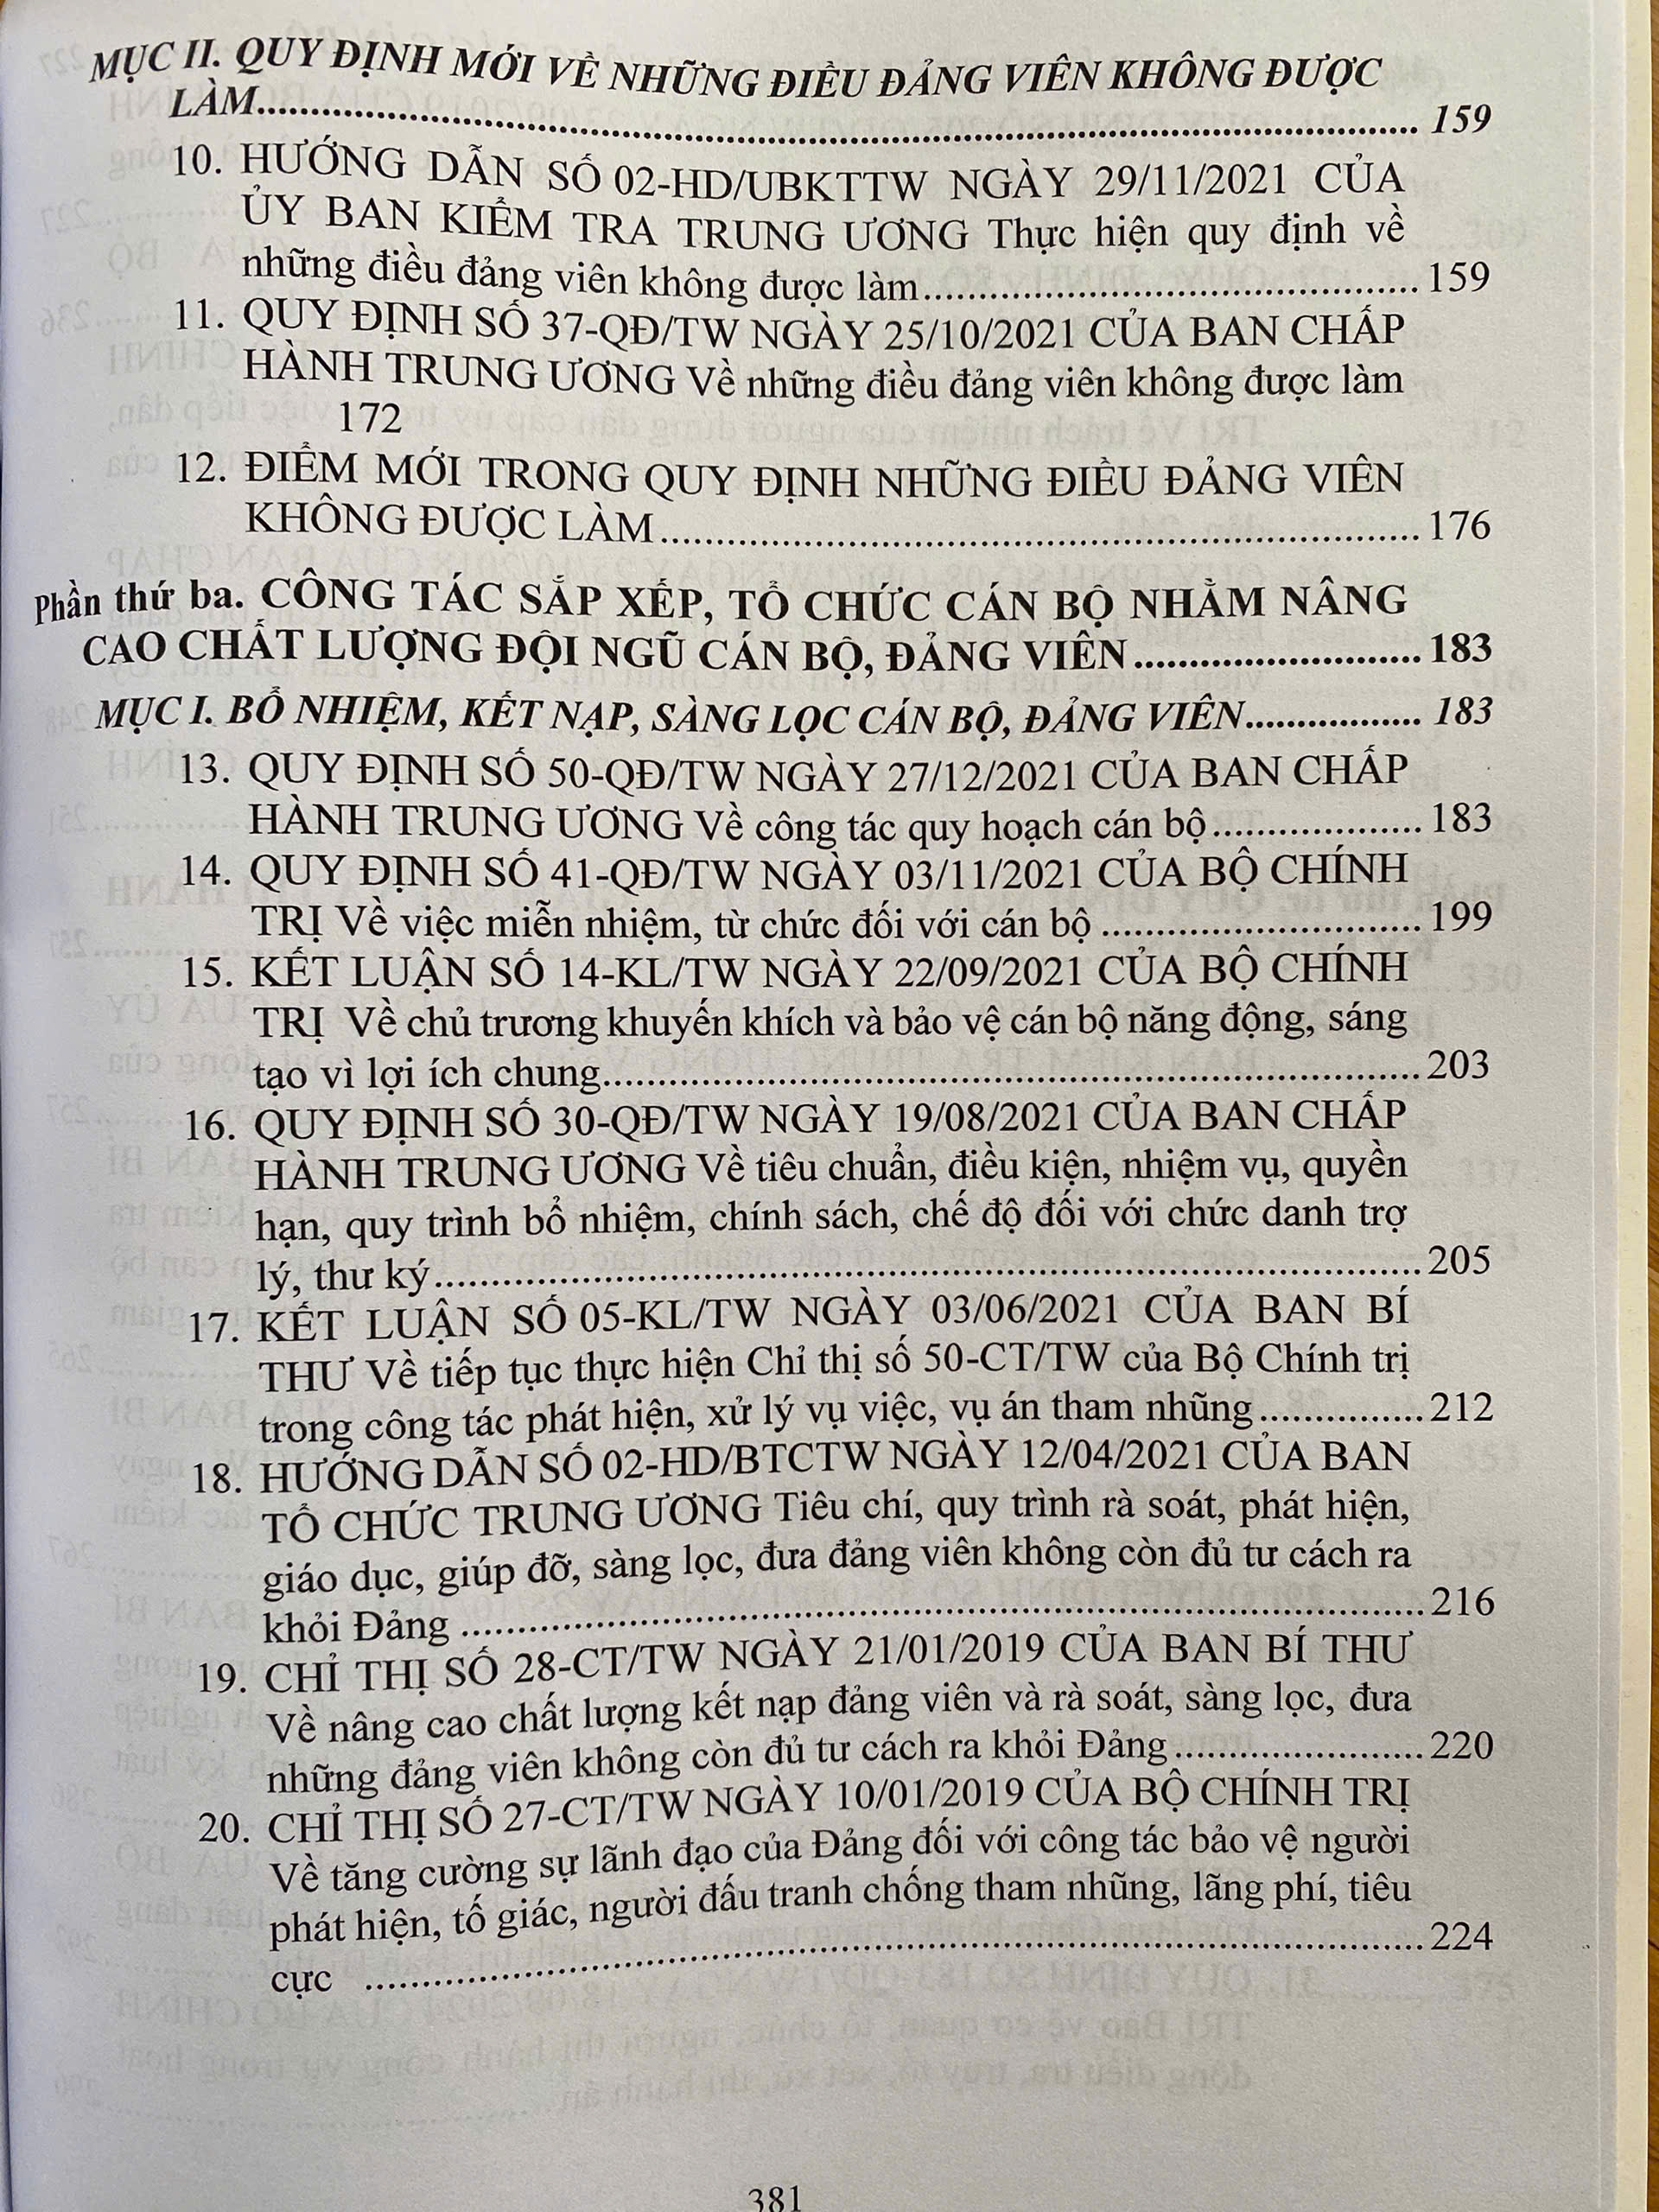 MỤC II. QUY ĐỊNH MỚI VỀ NHỮNG ĐIỀU ĐẢNG VIÊN KHÔNG ĐƯỢC
LÀM........................................................................................................ 159
10. HƯỚNG DẪN SỐ 02-HD/UBKTTW NGÀY 29/11/2021 CỦA
ỦY BAN KIỂM TRA TRUNG ƯƠNG Thực hiện quy định về
những điều đảng viên không được làm................................................ 159
11. QUY ĐỊNH SỐ 37-QĐ/TW NGÀY 25/10/2021 CỦA BAN CHẤP
HÀNH TRUNG ƯƠNG Về những điều đảng viên không được làm
172
12. ĐIỂM MỚI TRONG QUY ĐỊNH NHỮNG ĐIỀU ĐẢNG VIÊN
KHÔNG ĐƯỢC LÀM........................................................................ 176
Phần thứ ba. CÔNG TÁC SẮP XẾP, TỔ CHỨC CÁN BỘ NHẰM NÂNG
CAO CHẤT LƯỢNG ĐỘI NGŨ CÁN BỘ, ĐẢNG VIÊN........................... 183
MỤC I. BỔ NHIỆM, KẾT NẠP, SÀNG LỌC CÁN BỘ, ĐẢNG VIÊN................. 183
13. QUY ĐỊNH SỐ 50-QĐ/TW NGÀY 27/12/2021 CỦA BAN CHẤP
HÀNH TRUNG ƯƠNG Về công tác quy hoạch cán bộ.................... 183
14. QUY ĐỊNH SỐ 41-QĐ/TW NGÀY 03/11/2021 CỦA BỘ CHÍNH
TRỊ Về việc miễn nhiệm, từ chức đối với cán bộ ............................... 199
15. KẾT LUẬN SỐ 14-KL/TW NGÀY 22/09/2021 CỦA BỘ CHÍNH
TRỊ Về chủ trương khuyến khích và bảo vệ cán bộ năng động, sáng
tạo vì lợi ích chung................................................................................ 203
16. QUY ĐỊNH SỐ 30-QĐ/TW NGÀY 19/08/2021 CỦA BAN CHẤP
HÀNH TRUNG ƯƠNG Về tiêu chuẩn, điều kiện, nhiệm vụ, quyền
hạn, quy trình bổ nhiệm, chính sách, chế độ đối với chức danh trợ
lý, thư ký................................................................................................ 205
17. KẾT LUẬN SỐ 05-KL/TW NGÀY 03/06/2021 CỦA BAN BÍ
THƯ Về tiếp tục thực hiện Chỉ thị số 50-CT/TW của Bộ Chính trị
trong công tác phát hiện, xử lý vụ việc, vụ án tham nhũng................ 212
18. HƯỚNG DẪN SỐ 02-HD/BTCTW NGÀY 12/04/2021 CỦA BAN
TỔ CHỨC TRUNG ƯƠNG Tiêu chí, quy trình rà soát, phát hiện,
giáo dục, giúp đỡ, sàng lọc, đưa đảng viên không còn đủ tư cách ra
khỏi Đảng .............................................................................................. 216
19. CHỈ THỊ SỐ 28-CT/TW NGÀY 21/01/2019 CỦA BAN BÍ THƯ
Về nâng cao chất lượng kết nạp đảng viên và rà soát, sàng lọc, đưa
những đảng viên không còn đủ tư cách ra khỏi Đảng........................ 220
20. CHỈ THỊ SỐ 27-CT/TW NGÀY 10/01/2019 CỦA BỘ CHÍNH TRỊ
Về tăng cường sự lãnh đạo của Đảng đối với công tác bảo vệ người
phát hiện, tố giác, người đấu tranh chống tham nhũng, lãng phí, tiêu
cực ....................................................................................................... 224
381